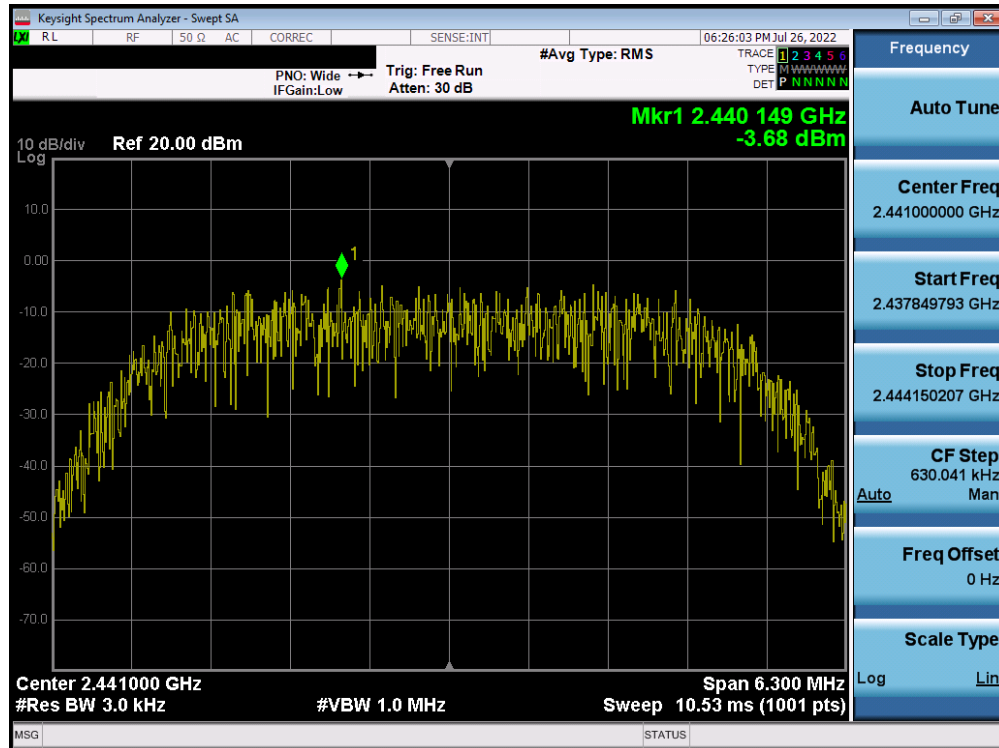 Keysight Spectrum Analyzer - Swept SA
LXI RL RF 50 Ω AC CORREC SENSE:INT 06:26:03 PM Jul 26, 2022
#Avg Type: RMS TRACE 1 2 3 4 5 6
PNO: Wide Trig: Free Run TYPE M WWWWW
IFGain:Low Atten: 30 dB DET P N N N N N
Mkr1 2.440 149 GHz
-3.68 dBm
10 dB/div Ref 20.00 dBm
Log
10.0
1
0.00
-10.0
-20.0
-30.0
-40.0
-50.0
-60.0
-70.0
Center 2.441000 GHz Span 6.300 MHz
#Res BW 3.0 kHz #VBW 1.0 MHz Sweep 10.53 ms (1001 pts)
MSG STATUS
Frequency
Auto Tune
Center Freq
2.441000000 GHz
Start Freq
2.437849793 GHz
Stop Freq
2.444150207 GHz
CF Step
630.041 kHz
Auto Man
Freq Offset
0 Hz
Scale Type
Log Lin